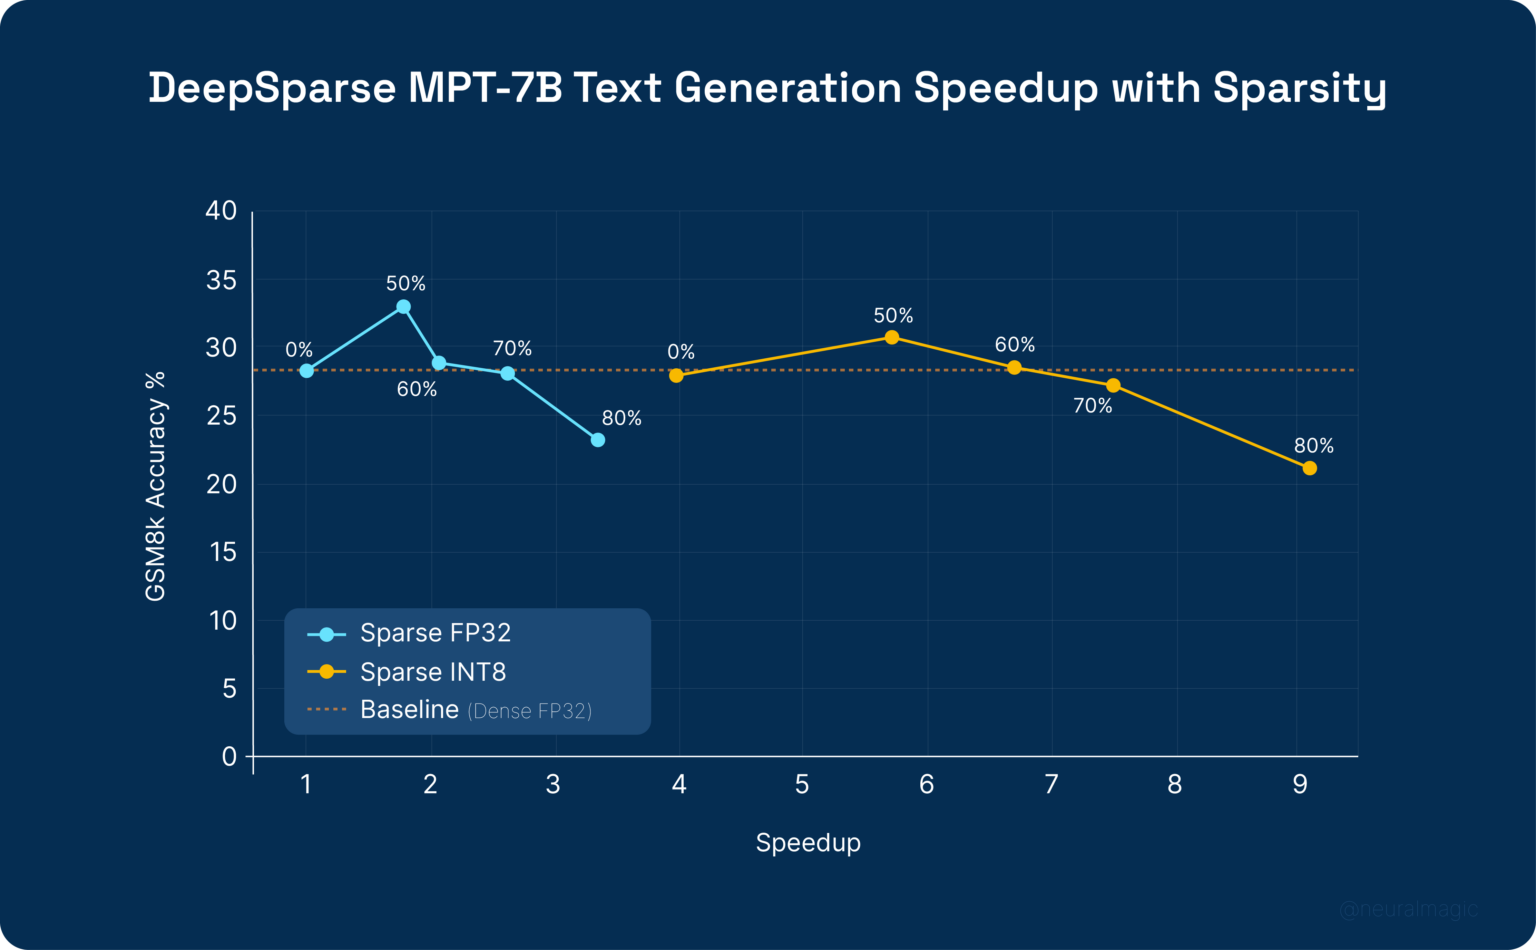 DeepSparse MPT-7B Text Generation Speedup with Sparsity
40
35
30
25
20
15
10
5
0
GSM8k Accuracy %
0%
50%
60%
70%
80%
0%
50%
60%
70%
80%
Sparse FP32
Sparse INT8
Baseline (Dense FP32)
1 2 3 4 5 6 7 8 9
Speedup
@neuralmagic